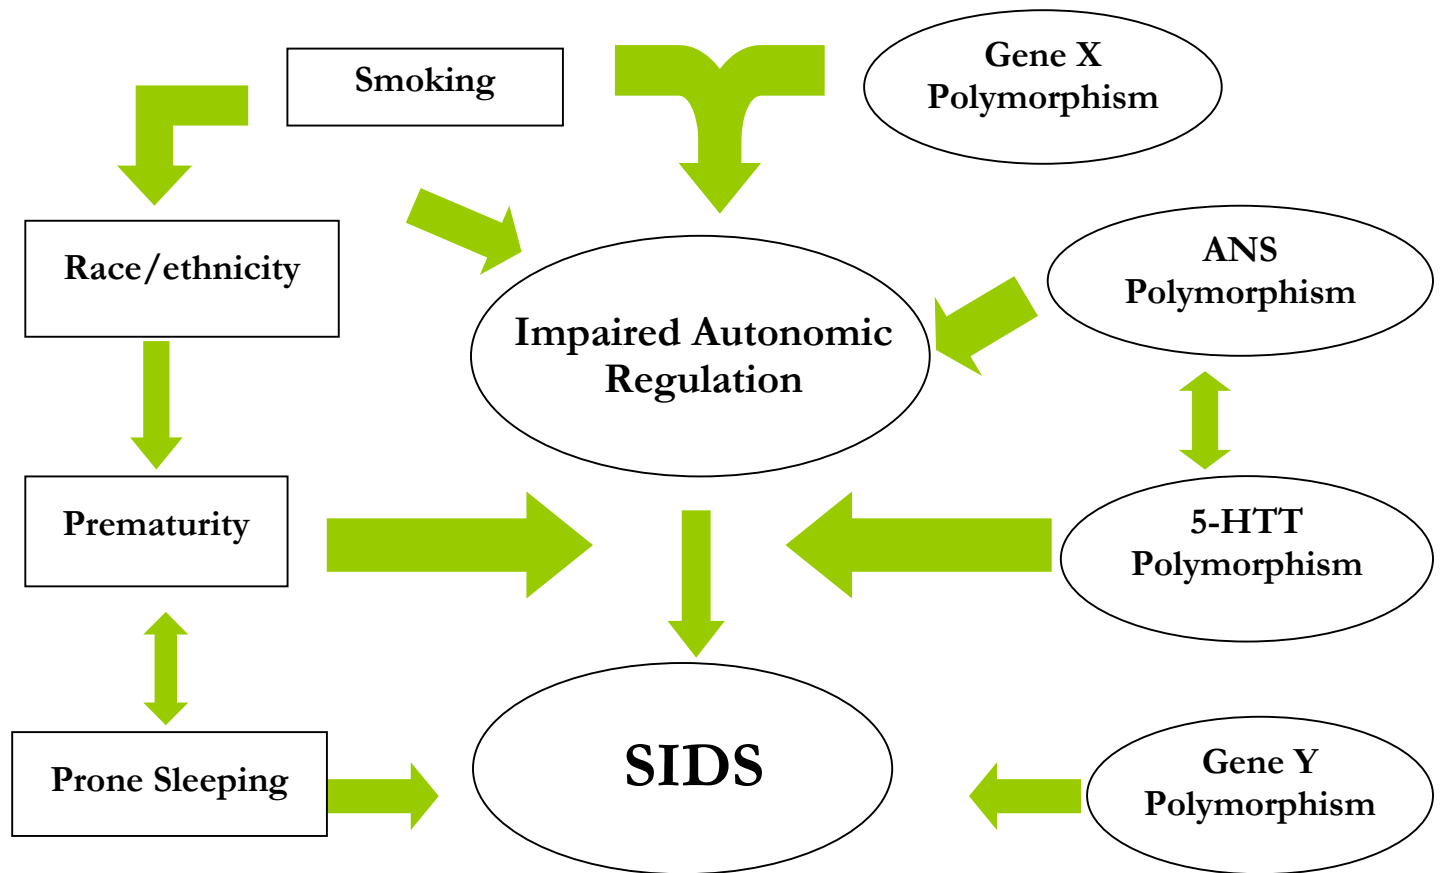 Smoking
Gene X
Polymorphism
Race/ethnicity
ANS
Polymorphism
Impaired Autonomic
Regulation
Prematurity
5-HTT
Polymorphism
Prone Sleeping
SIDS
Gene Y
Polymorphism